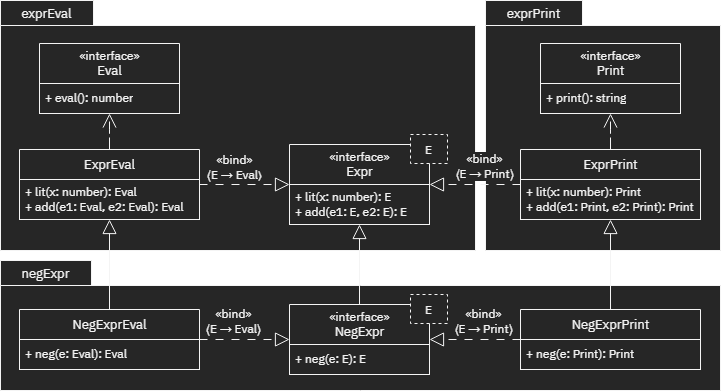 exprEval
«interface»
Eval
+ eval(): number
ExprEval
+ lit(x: number): Eval
+ add(e1: Eval, e2: Eval): Eval
«bind»
⟨E → Eval⟩
E
«interface»
Expr
+ lit(x: number): E
+ add(e1: E, e2: E): E
exprPrint
«interface»
Print
+ print(): string
«bind»
⟨E → Print⟩
ExprPrint
+ lit(x: number): Print
+ add(e1: Print, e2: Print): Print
negExpr
NegExprEval
+ neg(e: Eval): Eval
«bind»
⟨E → Eval⟩
E
«interface»
NegExpr
+ neg(e: E): E
«bind»
⟨E → Print⟩
NegExprPrint
+ neg(e: Print): Print